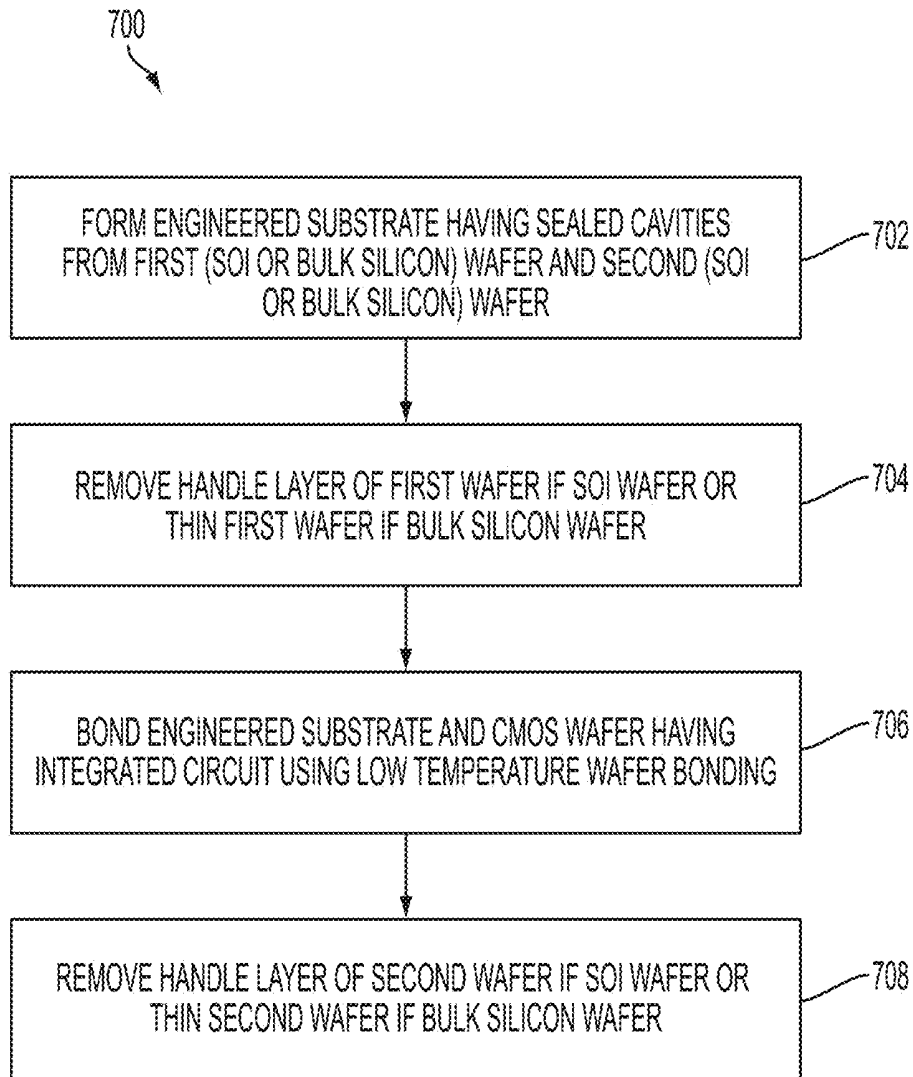 700
FORM ENGINEERED SUBSTRATE HAVING SEALED CAVITIES
FROM FIRST (SOI OR BULK SILICON) WAFER AND SECOND (SOI
OR BULK SILICON) WAFER
702
REMOVE HANDLE LAYER OF FIRST WAFER IF SOI WAFER OR
THIN FIRST WAFER IF BULK SILICON WAFER
704
BOND ENGINEERED SUBSTRATE AND CMOS WAFER HAVING
INTEGRATED CIRCUIT USING LOW TEMPERATURE WAFER BONDING
706
REMOVE HANDLE LAYER OF SECOND WAFER IF SOI WAFER OR
THIN SECOND WAFER IF BULK SILICON WAFER
708